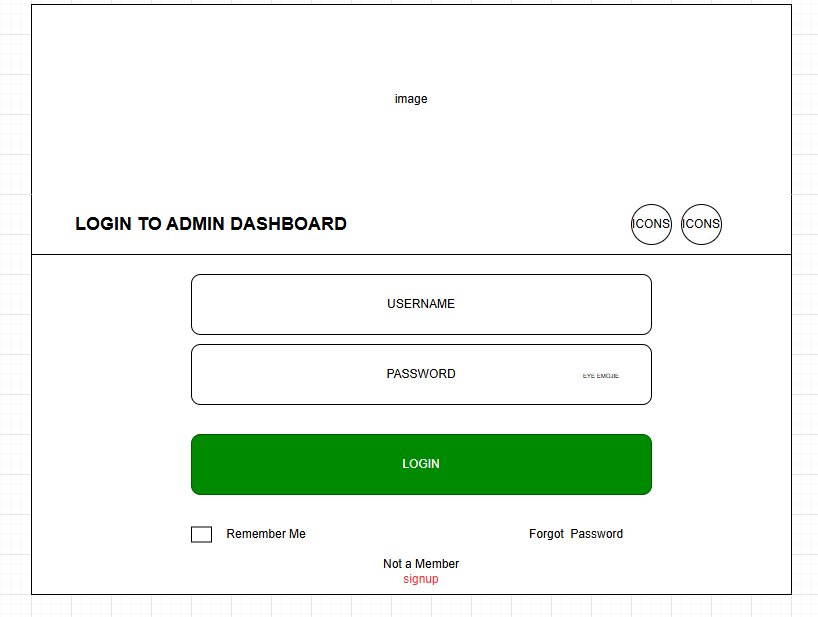 image
LOGIN TO ADMIN DASHBOARD
ICONS
ICONS
USERNAME
PASSWORD
EYE EMOJIE
LOGIN
Remember Me
Forgot  Password
Not a Member
signup